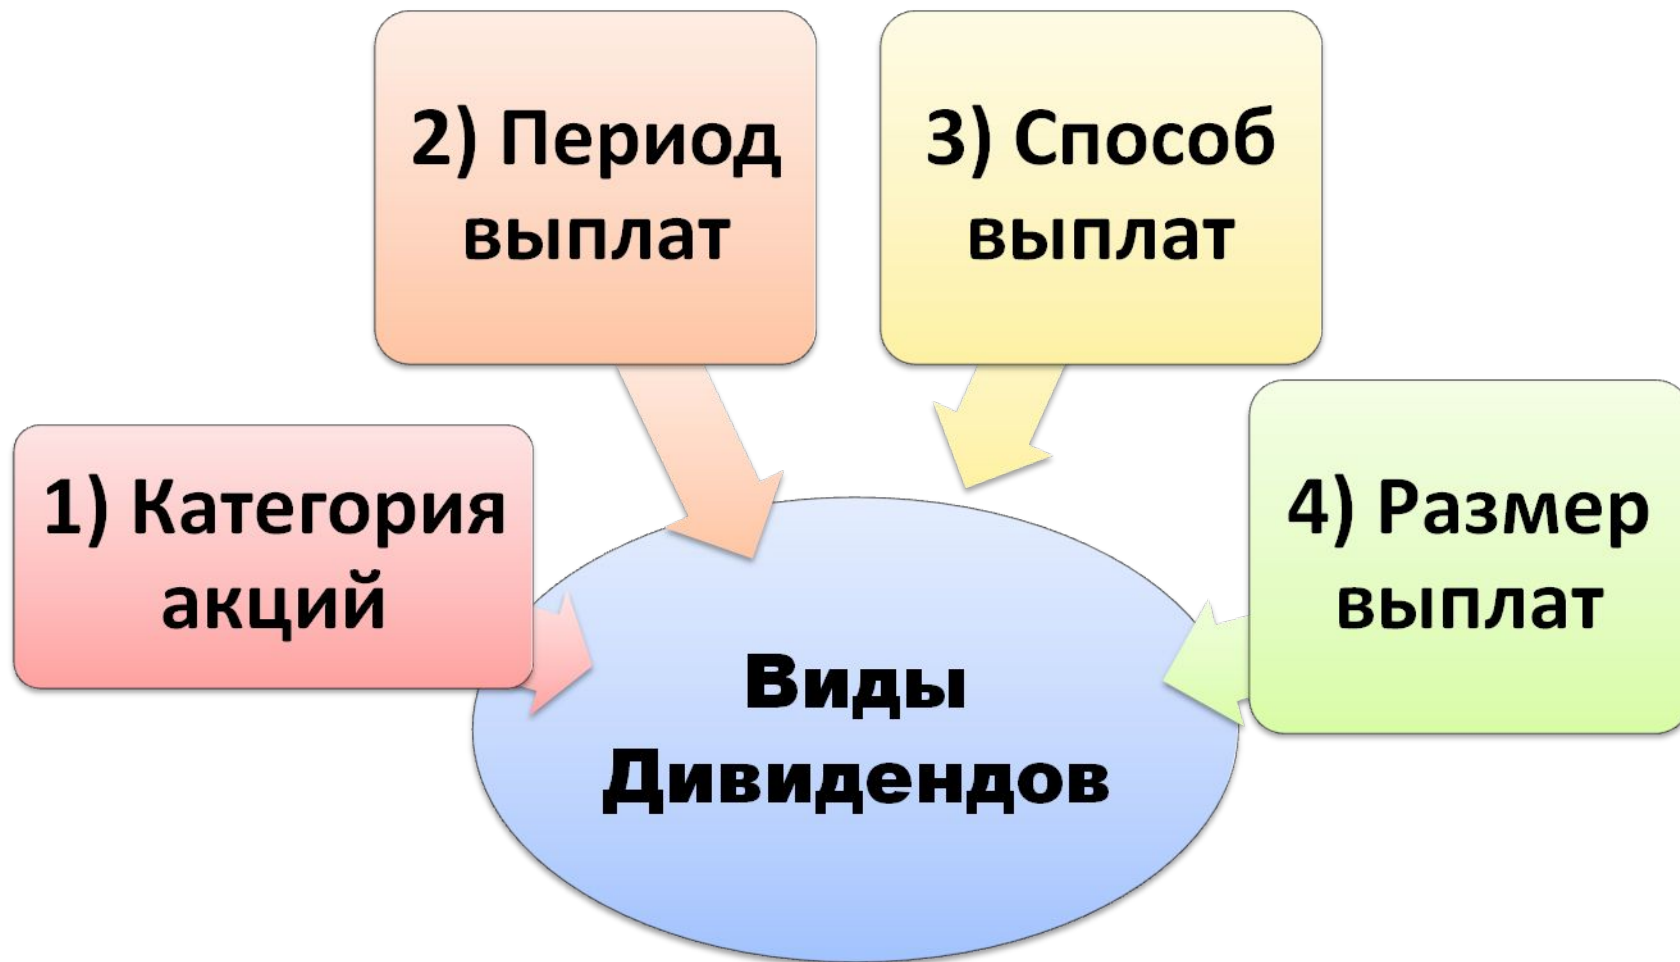 2) Период
выплат
3) Способ
выплат
1) Категория
акций
4) Размер
выплат
Виды
Дивидендов